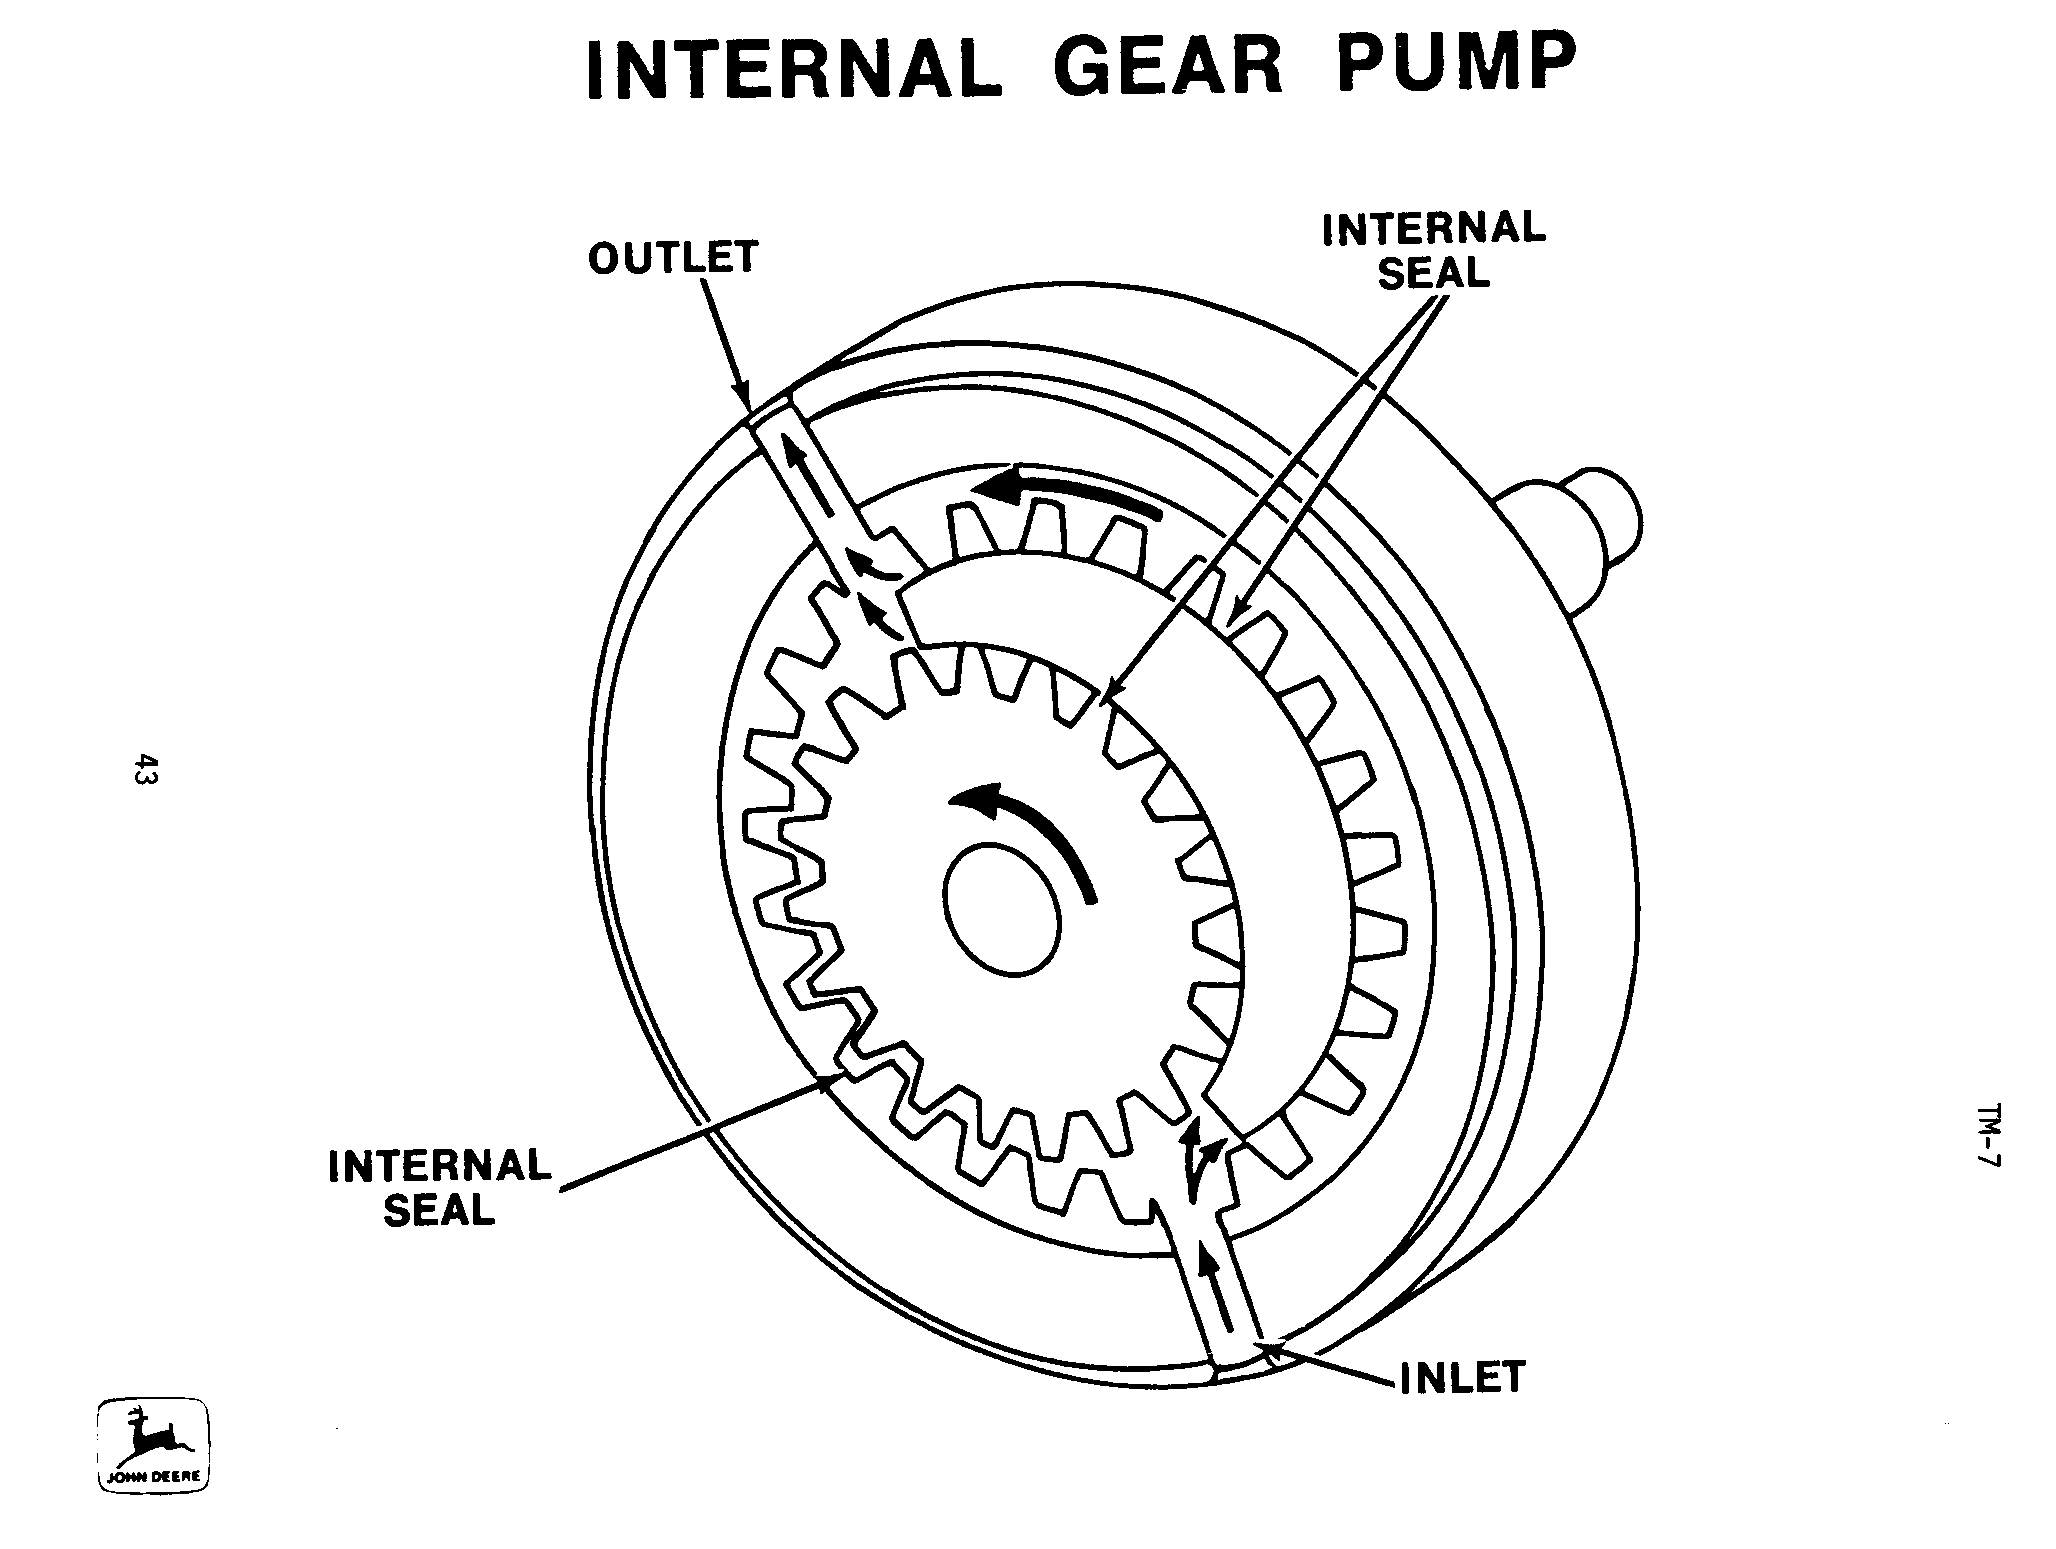 INTERNAL GEAR PUMP
INTERNAL
SEAL
OUTLET
43
TM-7
INTERNAL
SEAL
INLET
JOHN DEERE